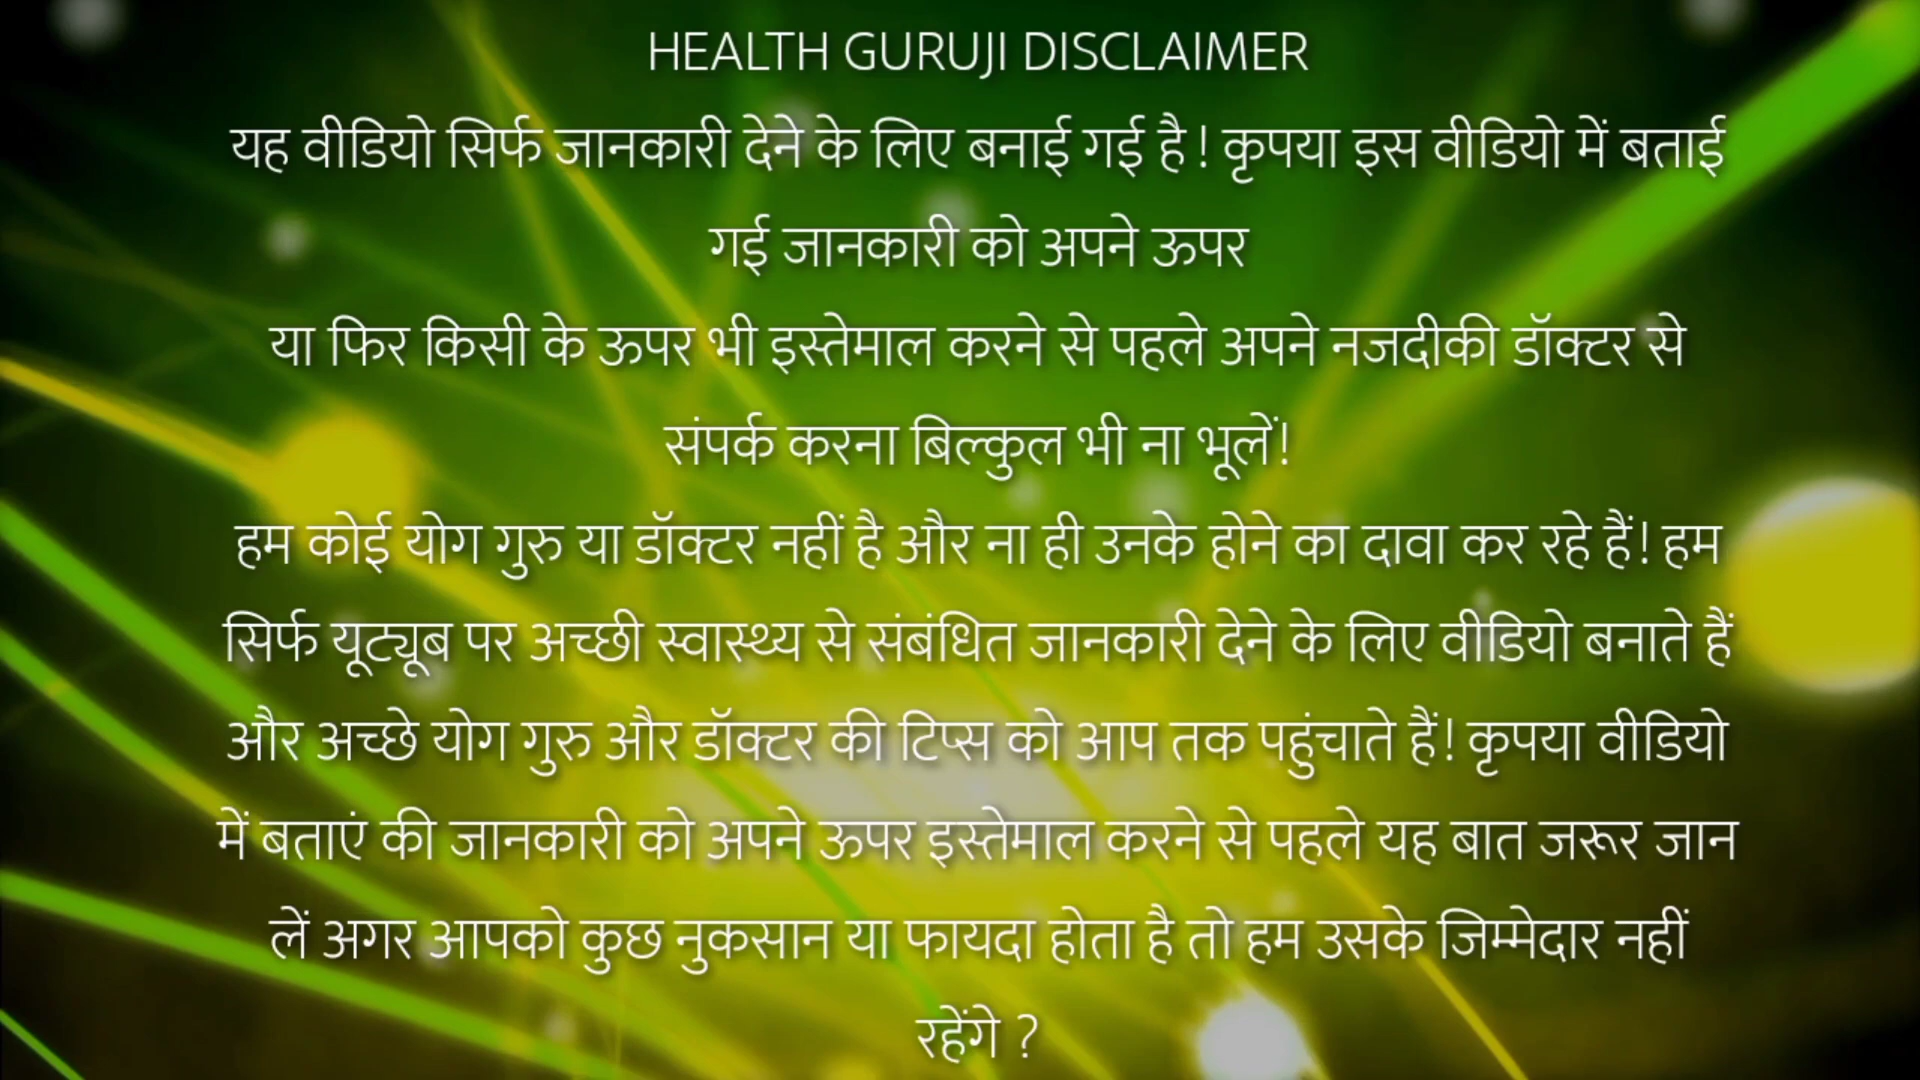 HEALTH GURUJI DISCLAIMER
यह वीडियो सिर्फ जानकारी देने के लिए बनाई गई है ! कृपया इस वीडियो में बताई
गई जानकारी को अपने ऊपर
या फिर किसी के ऊपर भी इस्तेमाल करने से पहले अपने नजदीकी डॉक्टर से
संपर्क करना बिल्कुल भी ना भूलें!
हम कोई योग गुरु या डॉक्टर नहीं है और ना ही उनके होने का दावा कर रहे हैं! हम
सिर्फ यूट्यूब पर अच्छी स्वास्थ्य से संबंधित जानकारी देने के लिए वीडियो बनाते हैं
और अच्छे योग गुरु और डॉक्टर की टिप्स को आप तक पहुंचाते हैं! कृपया वीडियो
में बताएं की जानकारी को अपने ऊपर इस्तेमाल करने से पहले यह बात जरूर जान
लें अगर आपको कुछ नुकसान या फायदा होता है तो हम उसके जिम्मेदार नहीं
रहेंगे ?